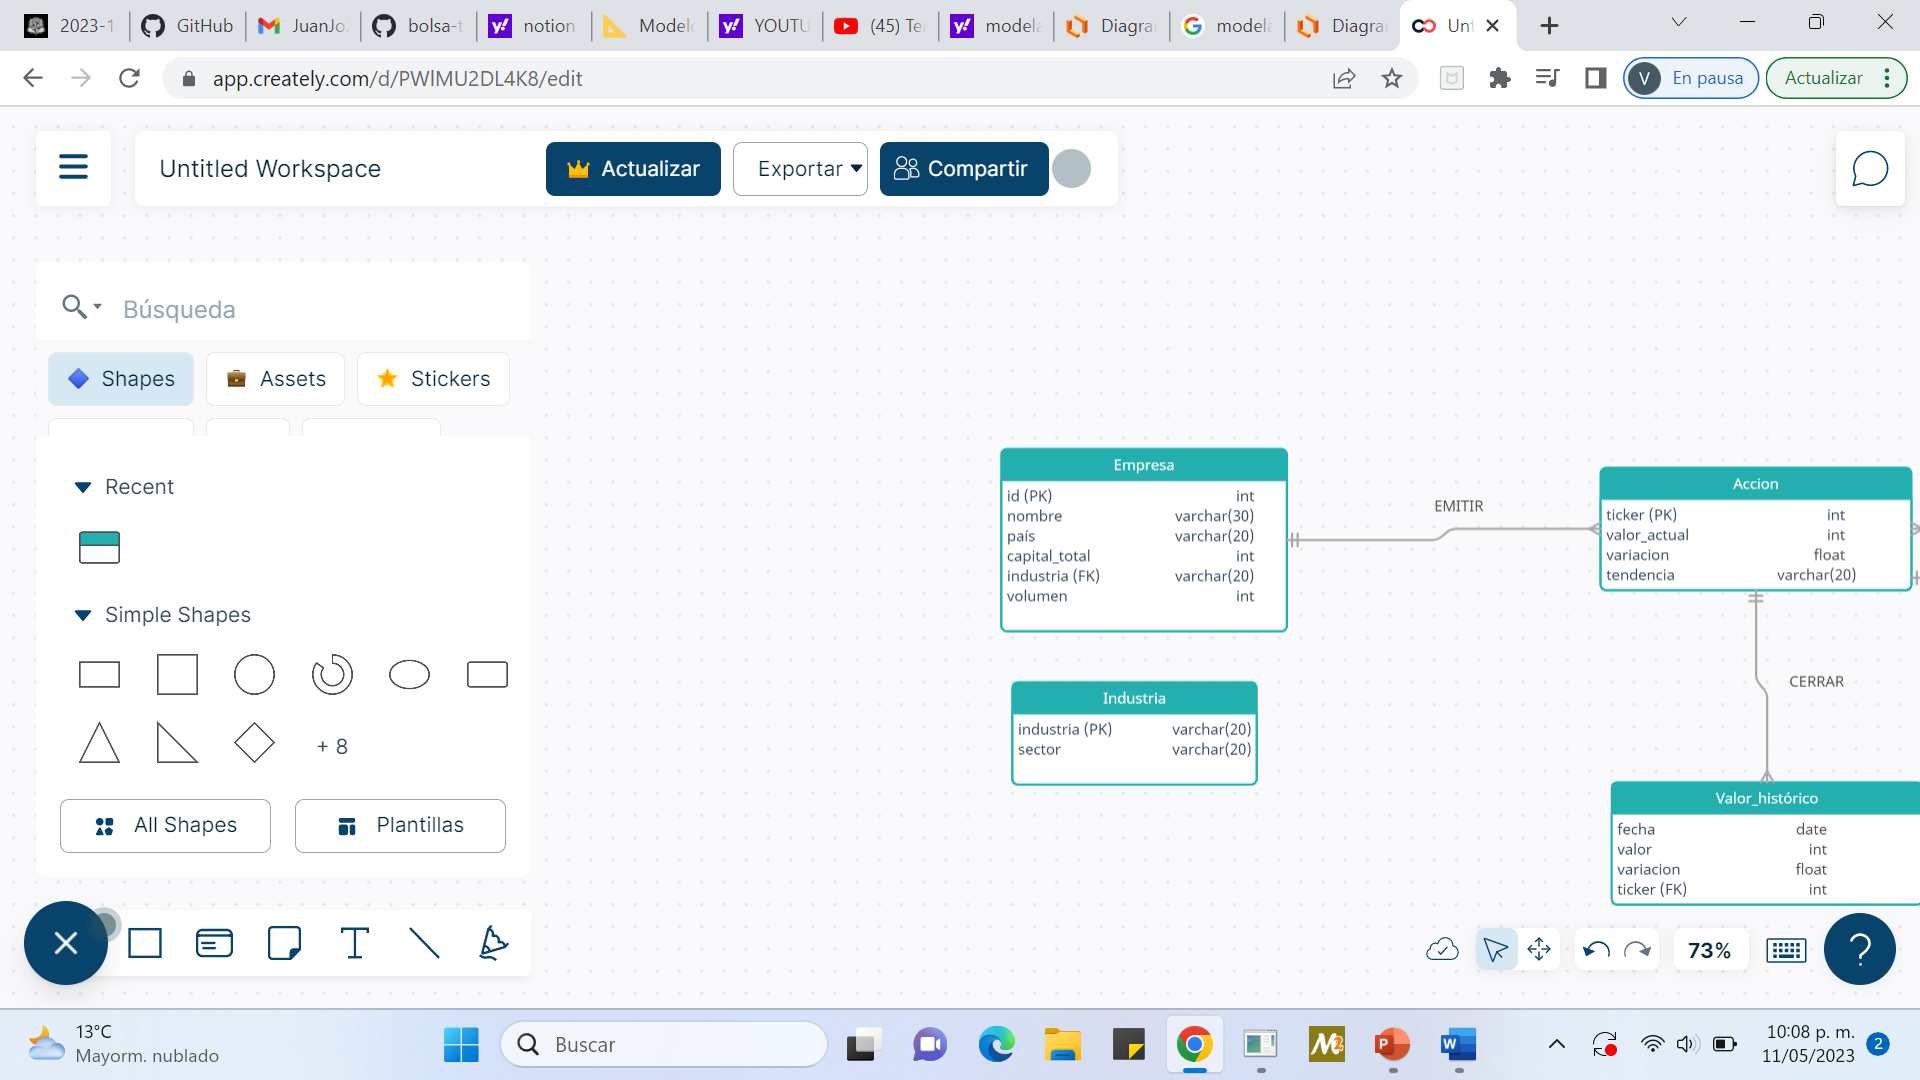 2023-1
GitHub
JuanJo
bolsa-t
notion
Model
YOUTU
(45) Te
modela
Diagra
modela
Diagra
Unt
app.creately.com/d/PWlMU2DL4K8/edit
V
En pausa
Actualizar
Untitled Workspace
Actualizar
Exportar
Compartir
Búsqueda
Shapes
Assets
Stickers
Recent
Simple Shapes
+ 8
All Shapes
Plantillas
Empresa
id (PK) int
nombre varchar(30)
país varchar(20)
capital_total int
industria (FK) varchar(20)
volumen int
EMITIR
Accion
ticker (PK) int
valor_actual int
variacion float
tendencia varchar(20)
CERRAR
Industria
industria (PK) varchar(20)
sector varchar(20)
Valor_histórico
fecha date
valor int
variacion float
ticker (FK) int
T
73%
?
13°C
Mayorm. nublado
Buscar
10:08 p. m.
11/05/2023
2